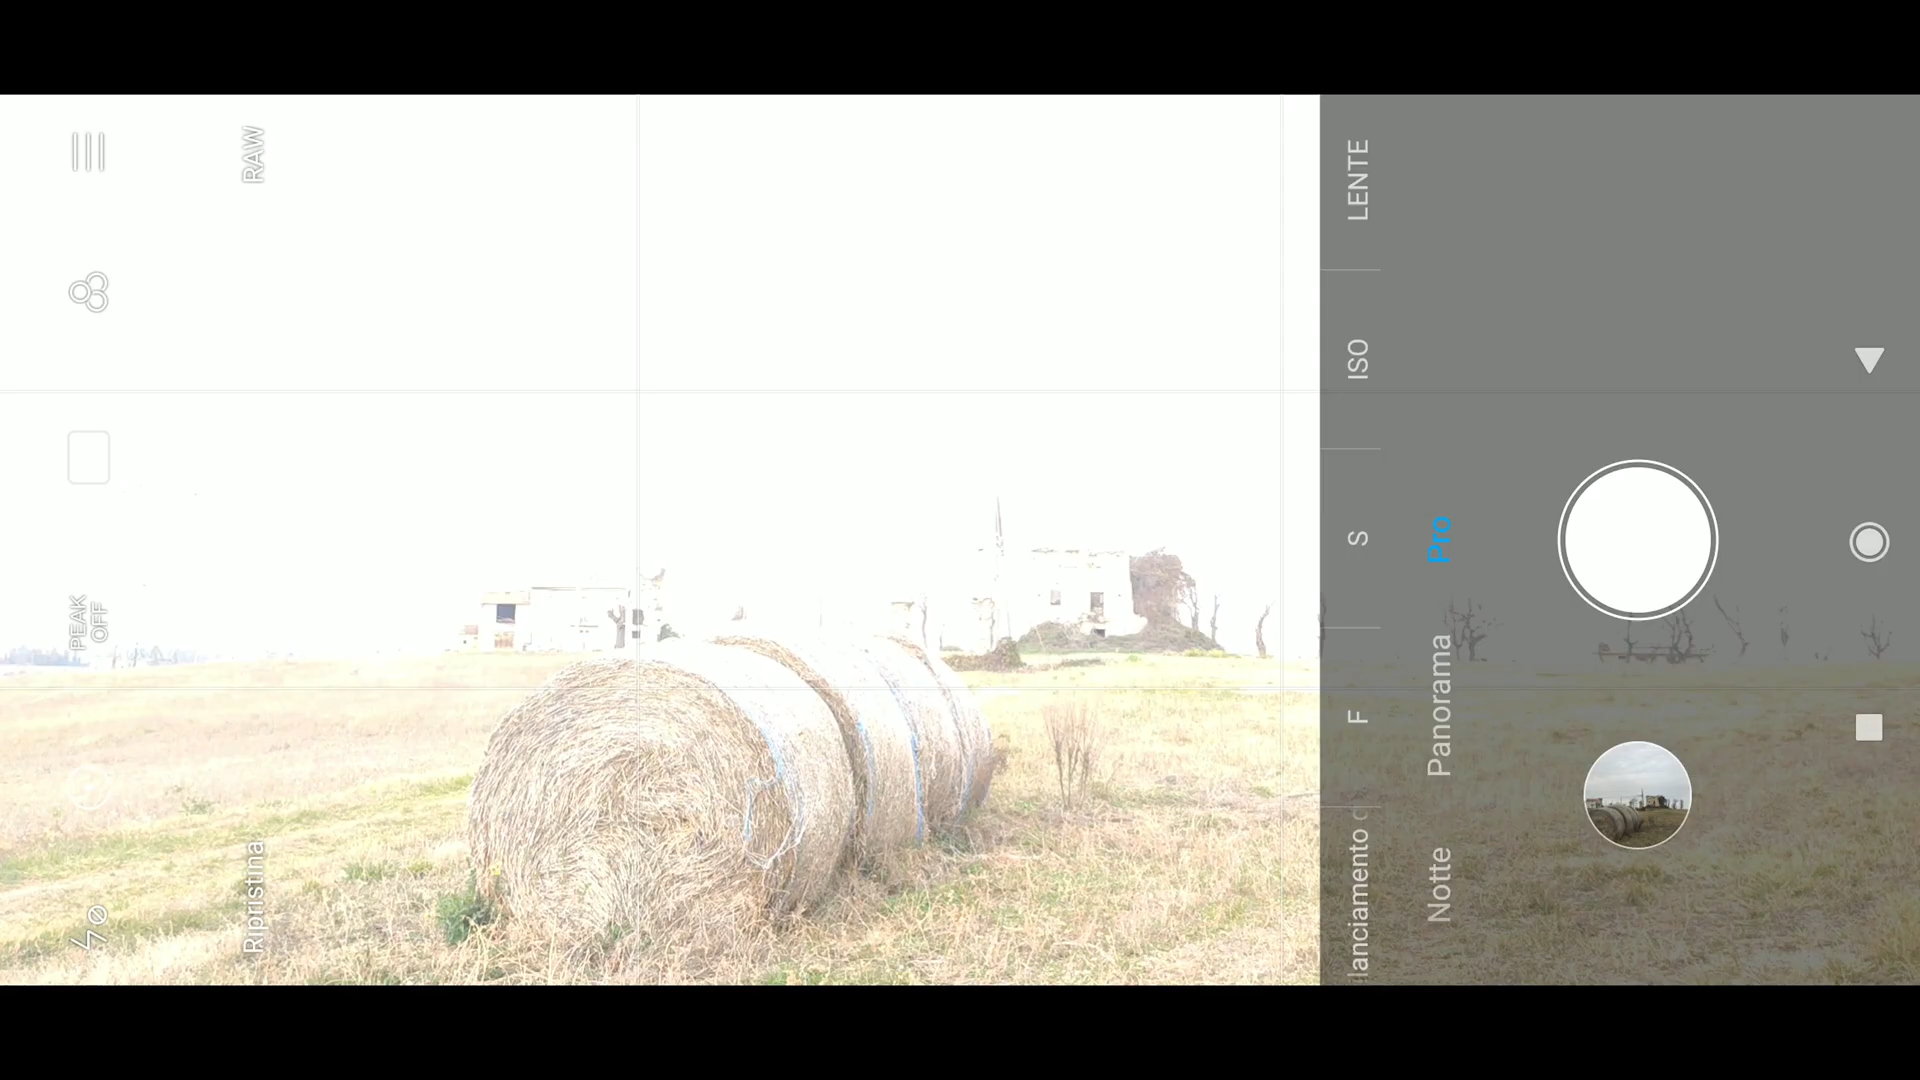 RAW
PEAK
OFF
Ripristina
LENTE
ISO
S
F
lanciamento d
Pro
Panorama
Notte